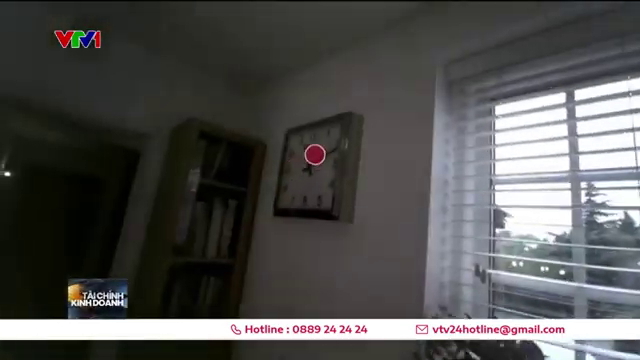 VTV1
TÀI CHÍNH
KINH DOANH
Hotline : 0889 24 24 24
vtv24hotline@gmail.com